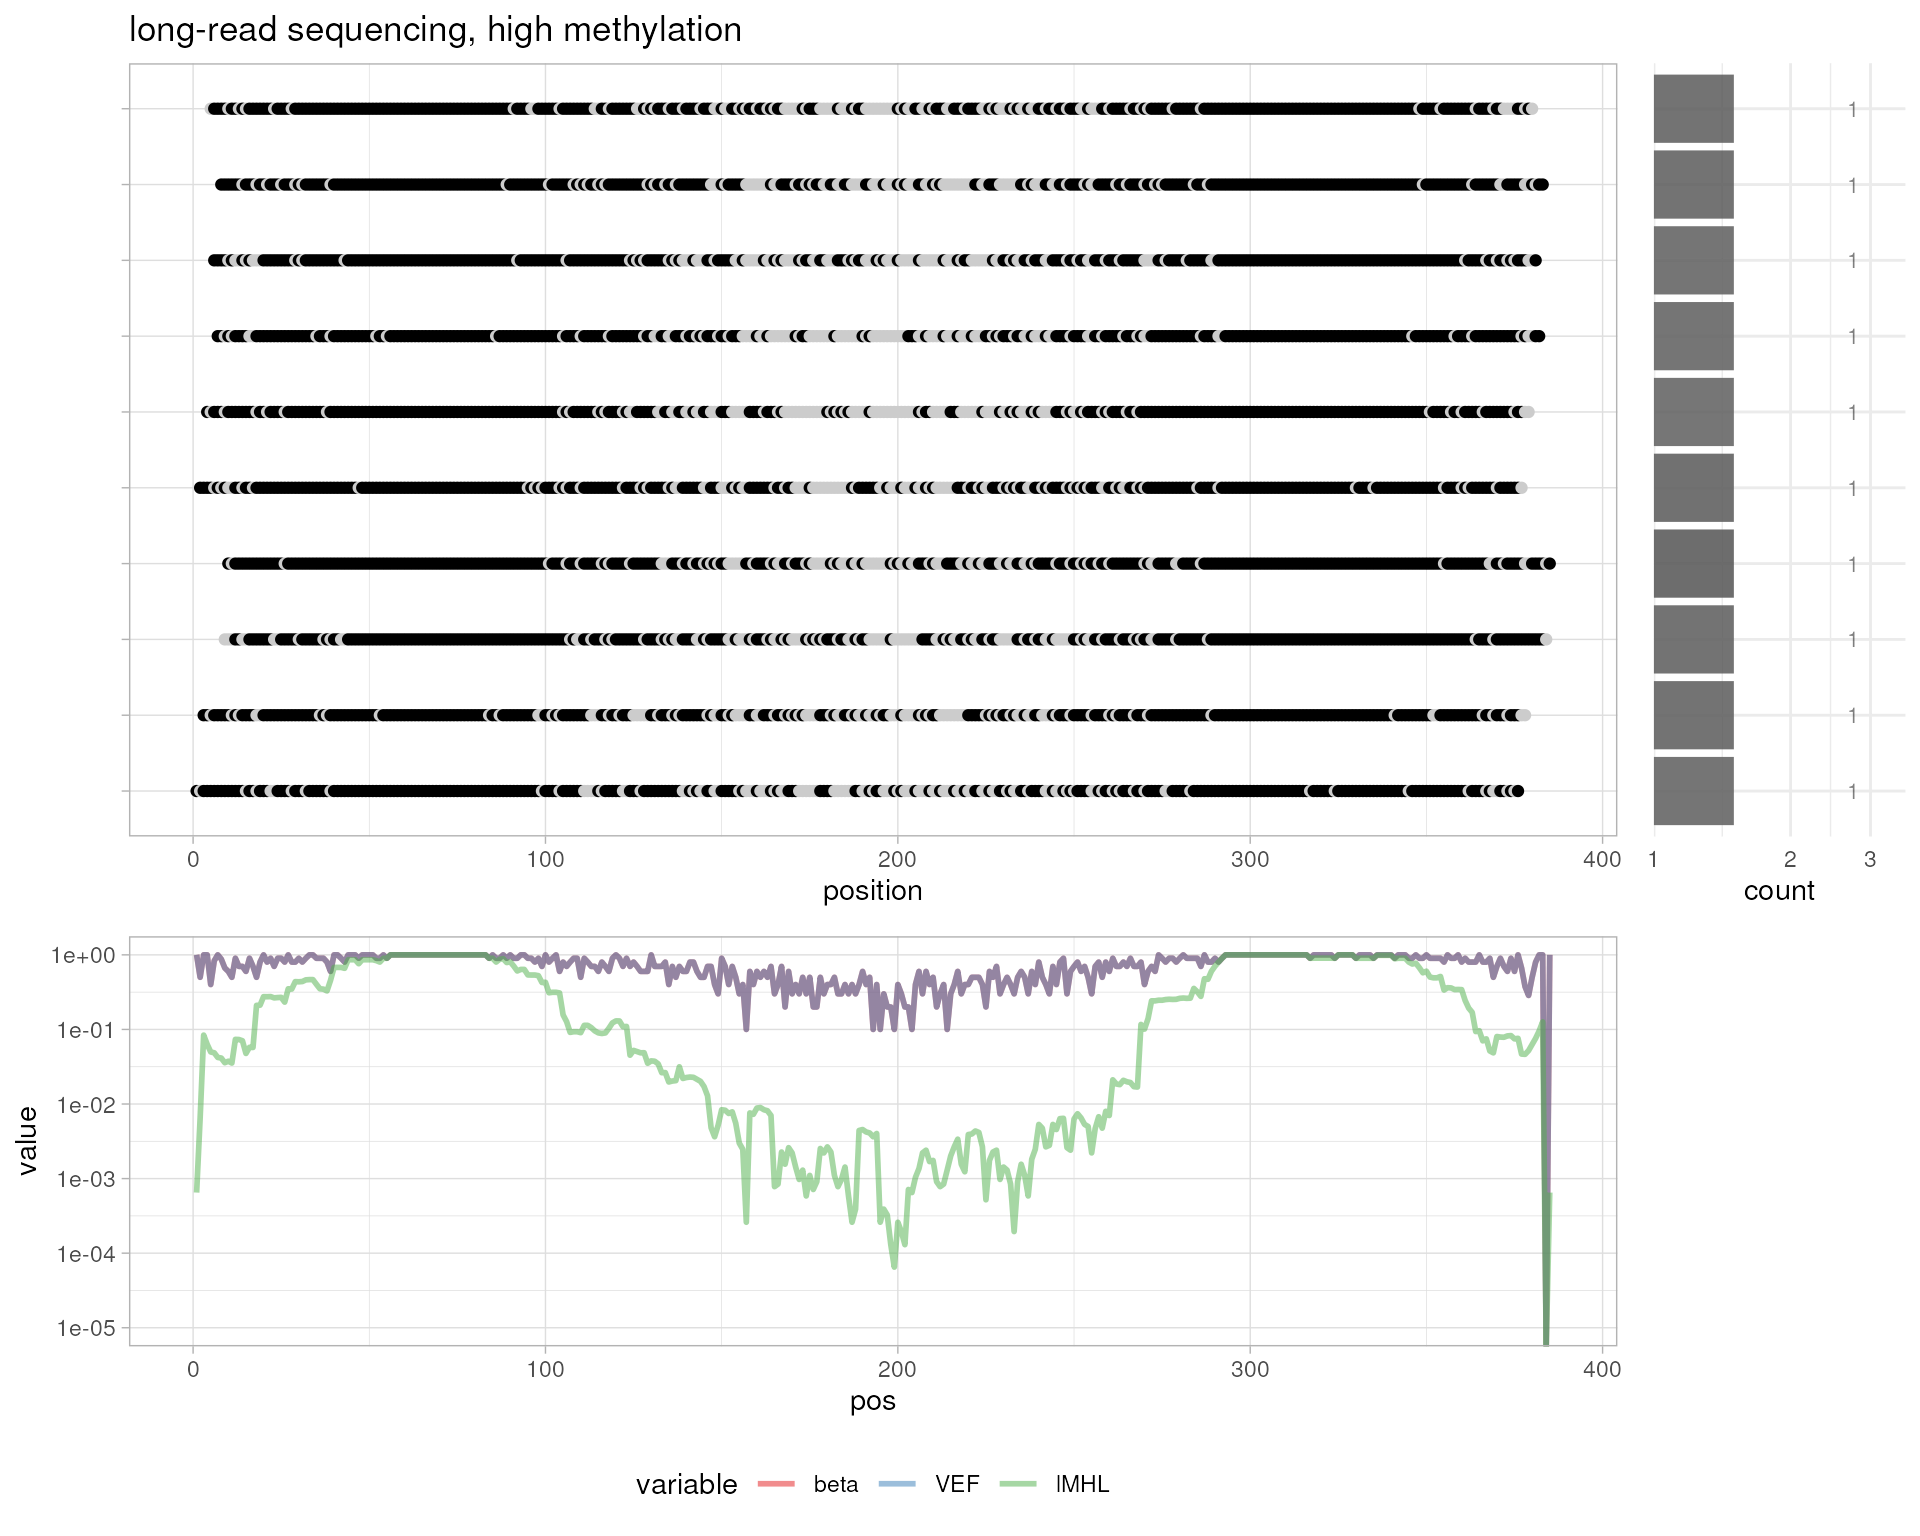 long-read sequencing, high methylation
1
1
1
1
1
1
1
1
1
1
0 100 200 300 400
position
1 2 3
count
1e+00
1e-01
1e-02
1e-03
1e-04
1e-05
value
0 100 200 300 400
pos
variable beta VEF lMHL